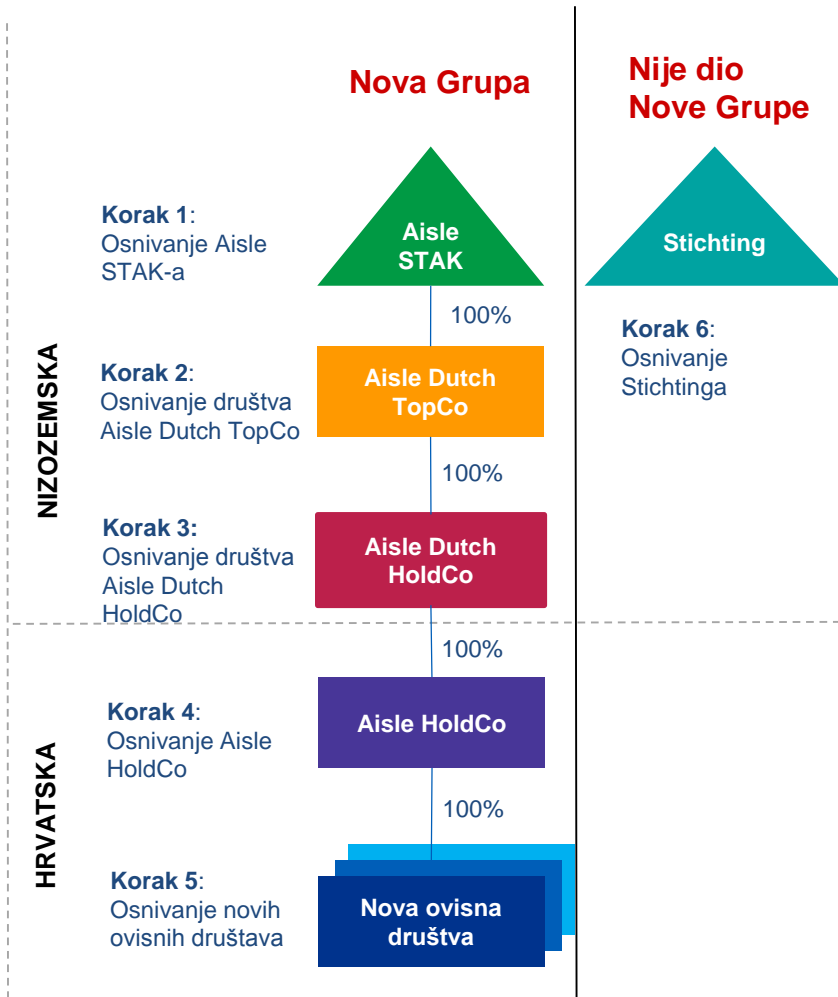 Nova Grupa
Nije dio
Nove Grupe
NIZOZEMSKA
Korak 1:
Osnivanje Aisle
STAK-a
Aisle
STAK
Stichting
100%
Korak 6:
Osnivanje
Stichtinga
Korak 2:
Osnivanje društva
Aisle Dutch TopCo
Aisle Dutch
TopCo
100%
Korak 3:
Osnivanje društva
Aisle Dutch
HoldCo
Aisle Dutch
HoldCo
100%
HRVATSKA
Korak 4:
Osnivanje Aisle
HoldCo
Aisle HoldCo
100%
Korak 5:
Osnivanje novih
ovisnih društava
Nova ovisna
društva